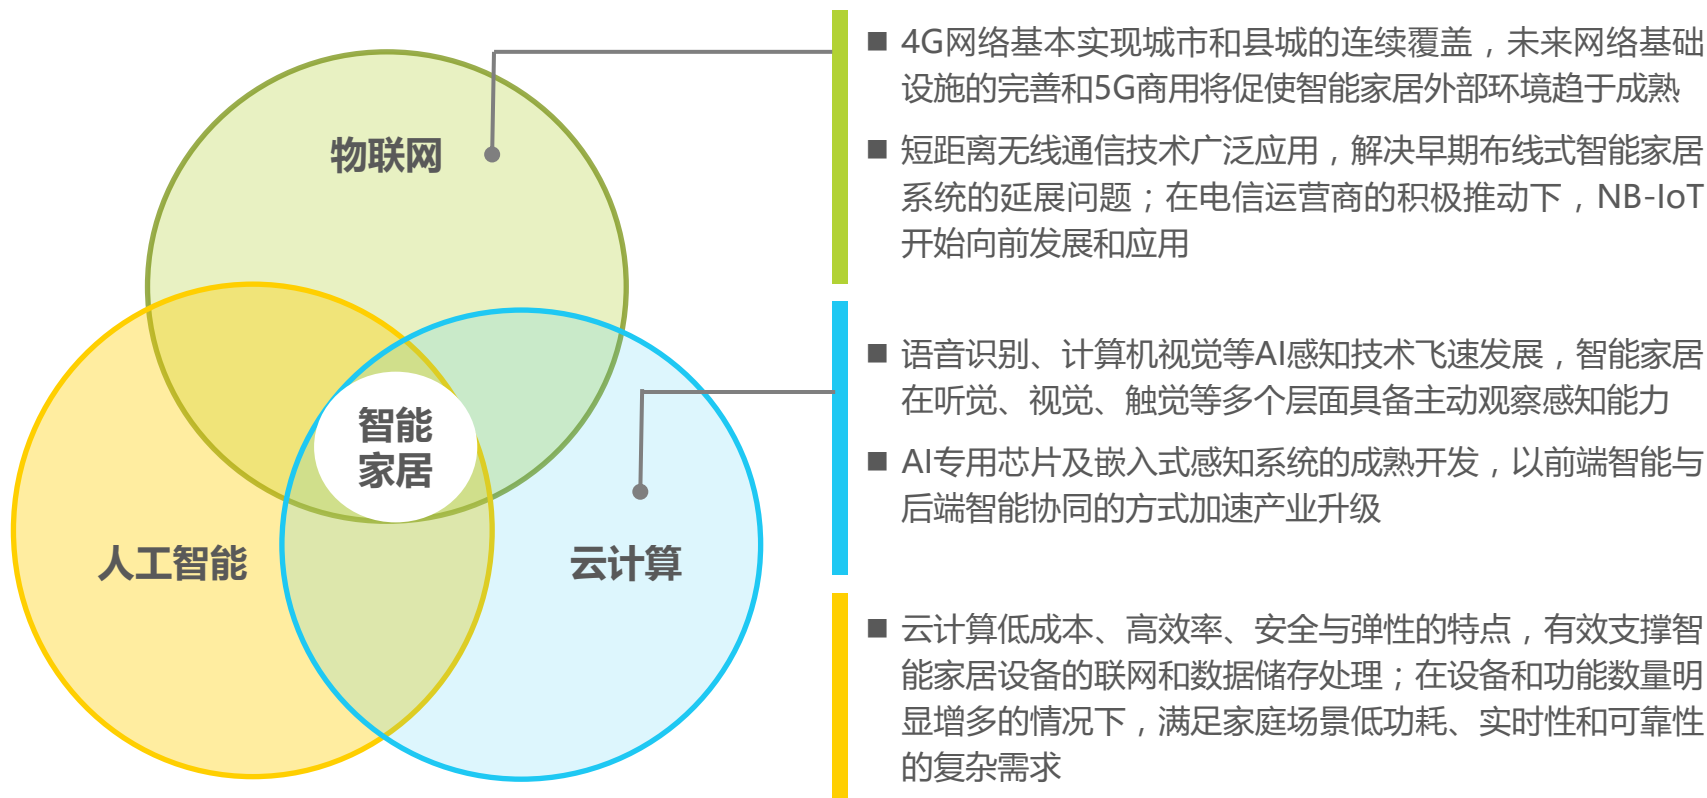 物联网
智能
家居
人工智能
云计算
■ 4G网络基本实现城市和县城的连续覆盖，未来网络基础
设施的完善和5G商用将促使智能家居外部环境趋于成熟
■ 短距离无线通信技术广泛应用，解决早期布线式智能家居
系统的延展问题；在电信运营商的积极推动下，NB-IoT
开始向前发展和应用
■ 语音识别、计算机视觉等AI感知技术飞速发展，智能家居
在听觉、视觉、触觉等多个层面具备主动观察感知能力
■ AI专用芯片及嵌入式感知系统的成熟开发，以前端智能与
后端智能协同的方式加速产业升级
■ 云计算低成本、高效率、安全与弹性的特点，有效支撑智
能家居设备的联网和数据储存处理；在设备和功能数量明
显增多的情况下，满足家庭场景低功耗、实时性和可靠性
的复杂需求